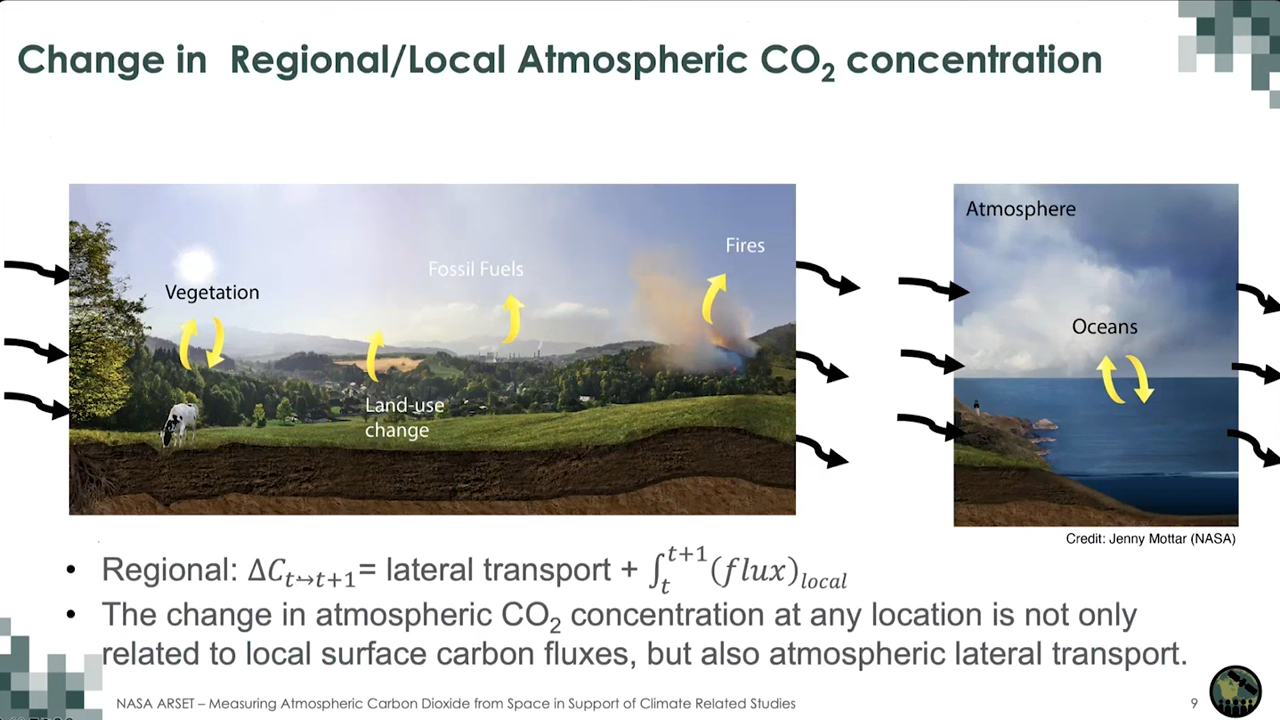 Change in  Regional/Local Atmospheric CO₂ concentration
Atmosphere
Fires
Fossil Fuels
Vegetation
Oceans
Land-use
change
Credit: Jenny Mottar (NASA)
• Regional: ΔC_{t↪t+1}= lateral transport + ∫_t^{t+1}(flux)_{local}
• The change in atmospheric CO₂ concentration at any location is not only
related to local surface carbon fluxes, but also atmospheric lateral transport.
NASA ARSET – Measuring Atmospheric Carbon Dioxide from Space in Support of Climate Related Studies
9